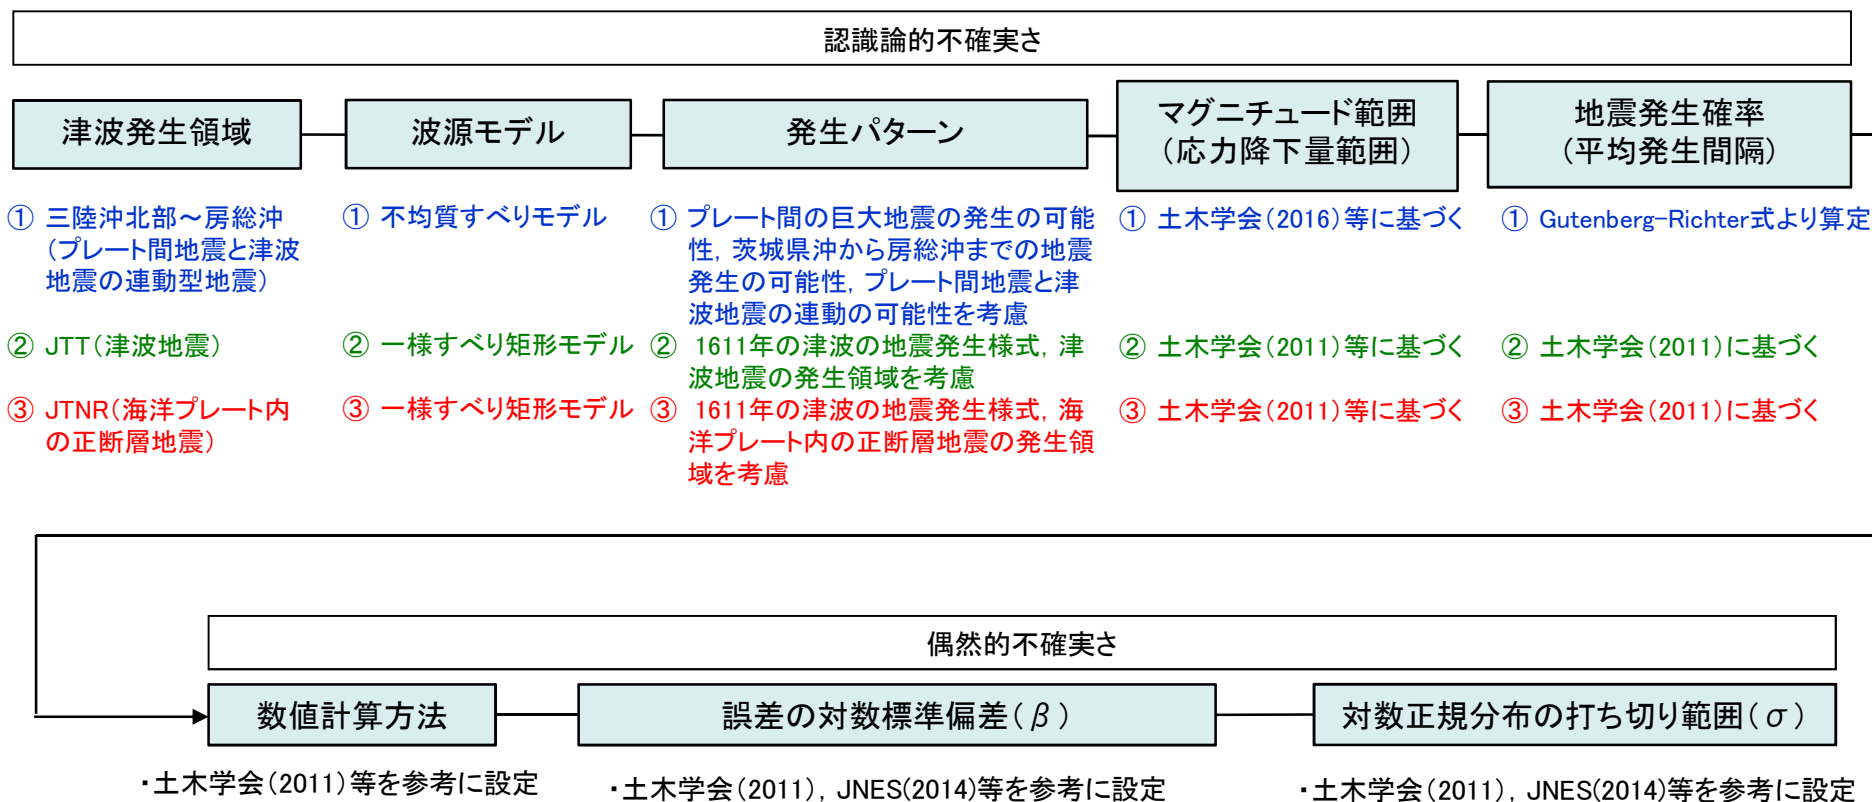 認識論的不確実さ
津波発生領域
波源モデル
発生パターン
マグニチュード範囲
（応力降下量範囲）
地震発生確率
（平均発生間隔）
① 三陸沖北部～房総沖
（プレート間地震と津波
地震の連動型地震）
① 不均質すべりモデル
① プレート間の巨大地震の発生の可能
性，茨城県沖から房総沖までの地震
発生の可能性，プレート間地震と津
波地震の連動の可能性を考慮
① 土木学会（2016）等に基づく
① Gutenberg-Richter式より算定
② JTT（津波地震）
② 一様すべり矩形モデル
② 1611年の津波の地震発生様式，津
波地震の発生領域を考慮
② 土木学会（2011）等に基づく
② 土木学会（2011）に基づく
③ JTNR（海洋プレート内
の正断層地震）
③ 一様すべり矩形モデル
③ 1611年の津波の地震発生様式，海
洋プレート内の正断層地震の発生領
域を考慮
③ 土木学会（2011）等に基づく
③ 土木学会（2011）に基づく
偶然的不確実さ
数値計算方法
誤差の対数標準偏差（β）
対数正規分布の打ち切り範囲（σ）
・土木学会（2011）等を参考に設定
・土木学会（2011），JNES(2014)等を参考に設定
・土木学会（2011），JNES(2014)等を参考に設定